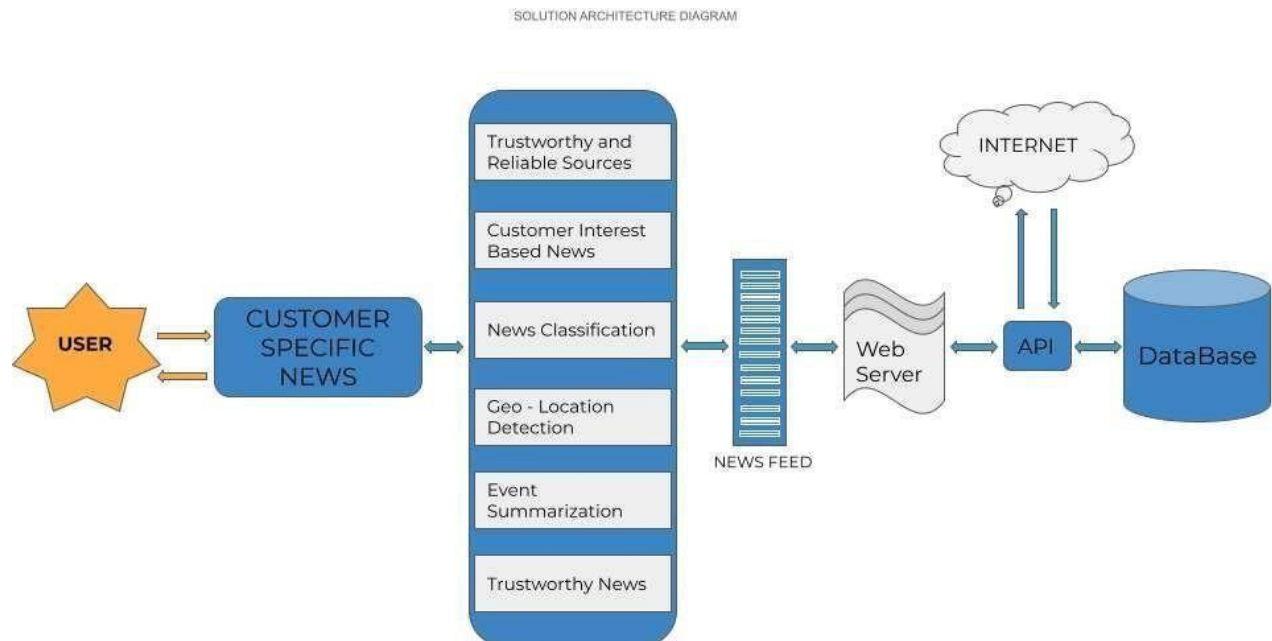 SOLUTION ARCHITECTURE DIAGRAM
USER
CUSTOMER
SPECIFIC
NEWS
Trustworthy and
Reliable Sources
Customer Interest
Based News
News Classification
Geo - Location
Detection
Event
Summarization
Trustworthy News
NEWS FEED
Web
Server
INTERNET
API
DataBase